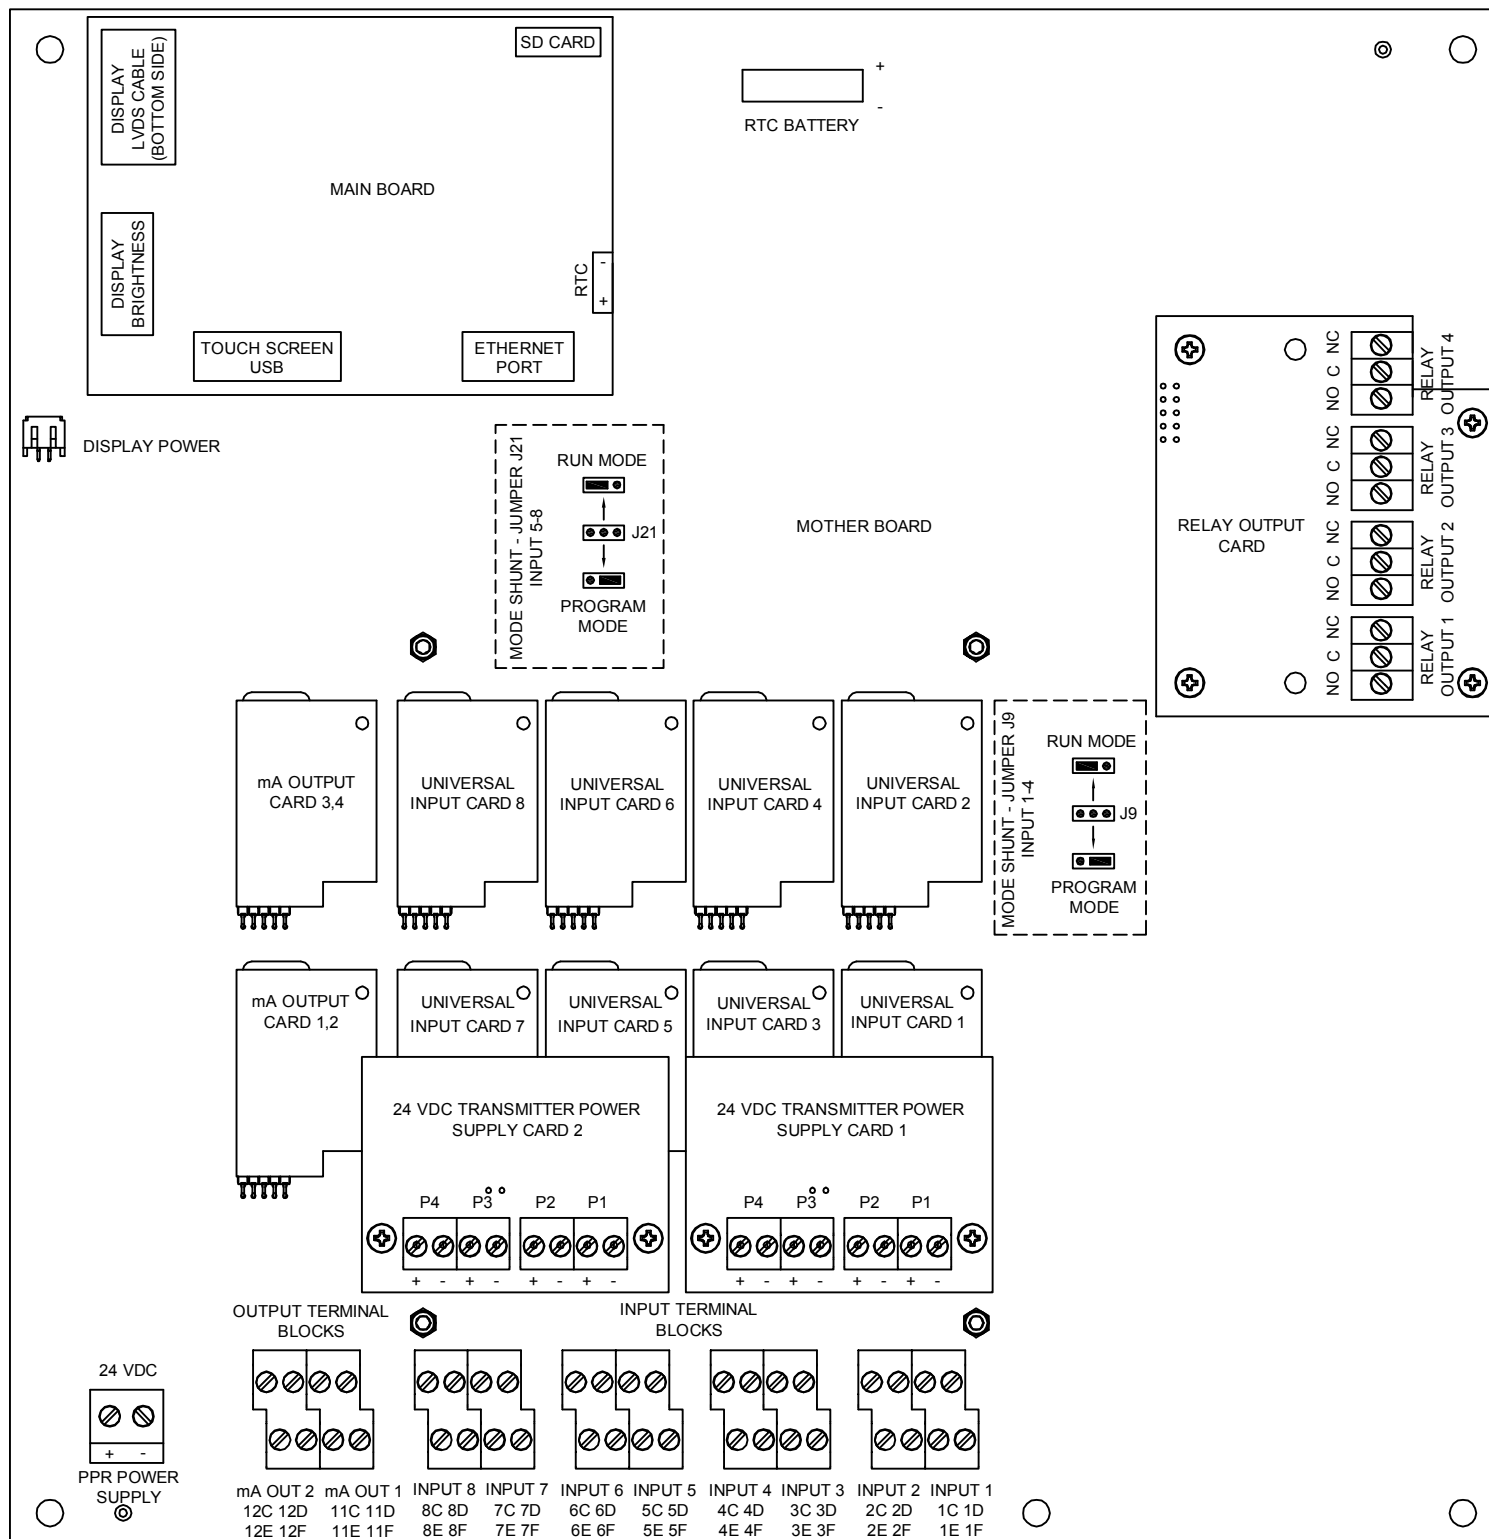 DISPLAY
LVDS CABLE
(BOTTOM SIDE)
SD CARD
+
-
RTC BATTERY
MAIN BOARD
DISPLAY
BRIGHTNESS
RTC
-
+
TOUCH SCREEN
USB
ETHERNET
PORT
DISPLAY POWER
MODE SHUNT - JUMPER J21
INPUT 5-8
RUN MODE
J21
PROGRAM
MODE
MOTHER BOARD
RELAY OUTPUT
CARD
NO C NC
RELAY
OUTPUT 4
NO C NC
RELAY
OUTPUT 3
NO C NC
RELAY
OUTPUT 2
NO C NC
RELAY
OUTPUT 1
mA OUTPUT
CARD 3,4
UNIVERSAL
INPUT CARD 8
UNIVERSAL
INPUT CARD 6
UNIVERSAL
INPUT CARD 4
UNIVERSAL
INPUT CARD 2
MODE SHUNT - JUMPER J9
INPUT 1-4
RUN MODE
J9
PROGRAM
MODE
mA OUTPUT
CARD 1,2
UNIVERSAL
INPUT CARD 7
UNIVERSAL
INPUT CARD 5
UNIVERSAL
INPUT CARD 3
UNIVERSAL
INPUT CARD 1
24 VDC TRANSMITTER POWER
SUPPLY CARD 2
P4 P3 P2 P1
+ - + - + - + -
24 VDC TRANSMITTER POWER
SUPPLY CARD 1
P4 P3 P2 P1
+ - + - + - + -
OUTPUT TERMINAL
BLOCKS
INPUT TERMINAL
BLOCKS
24 VDC
+ -
PPR POWER
SUPPLY
mA OUT 2
12C 12D
12E 12F
mA OUT 1
11C 11D
11E 11F
INPUT 8
8C 8D
8E 8F
INPUT 7
7C 7D
7E 7F
INPUT 6
6C 6D
6E 6F
INPUT 5
5C 5D
5E 5F
INPUT 4
4C 4D
4E 4F
INPUT 3
3C 3D
3E 3F
INPUT 2
2C 2D
2E 2F
INPUT 1
1C 1D
1E 1F